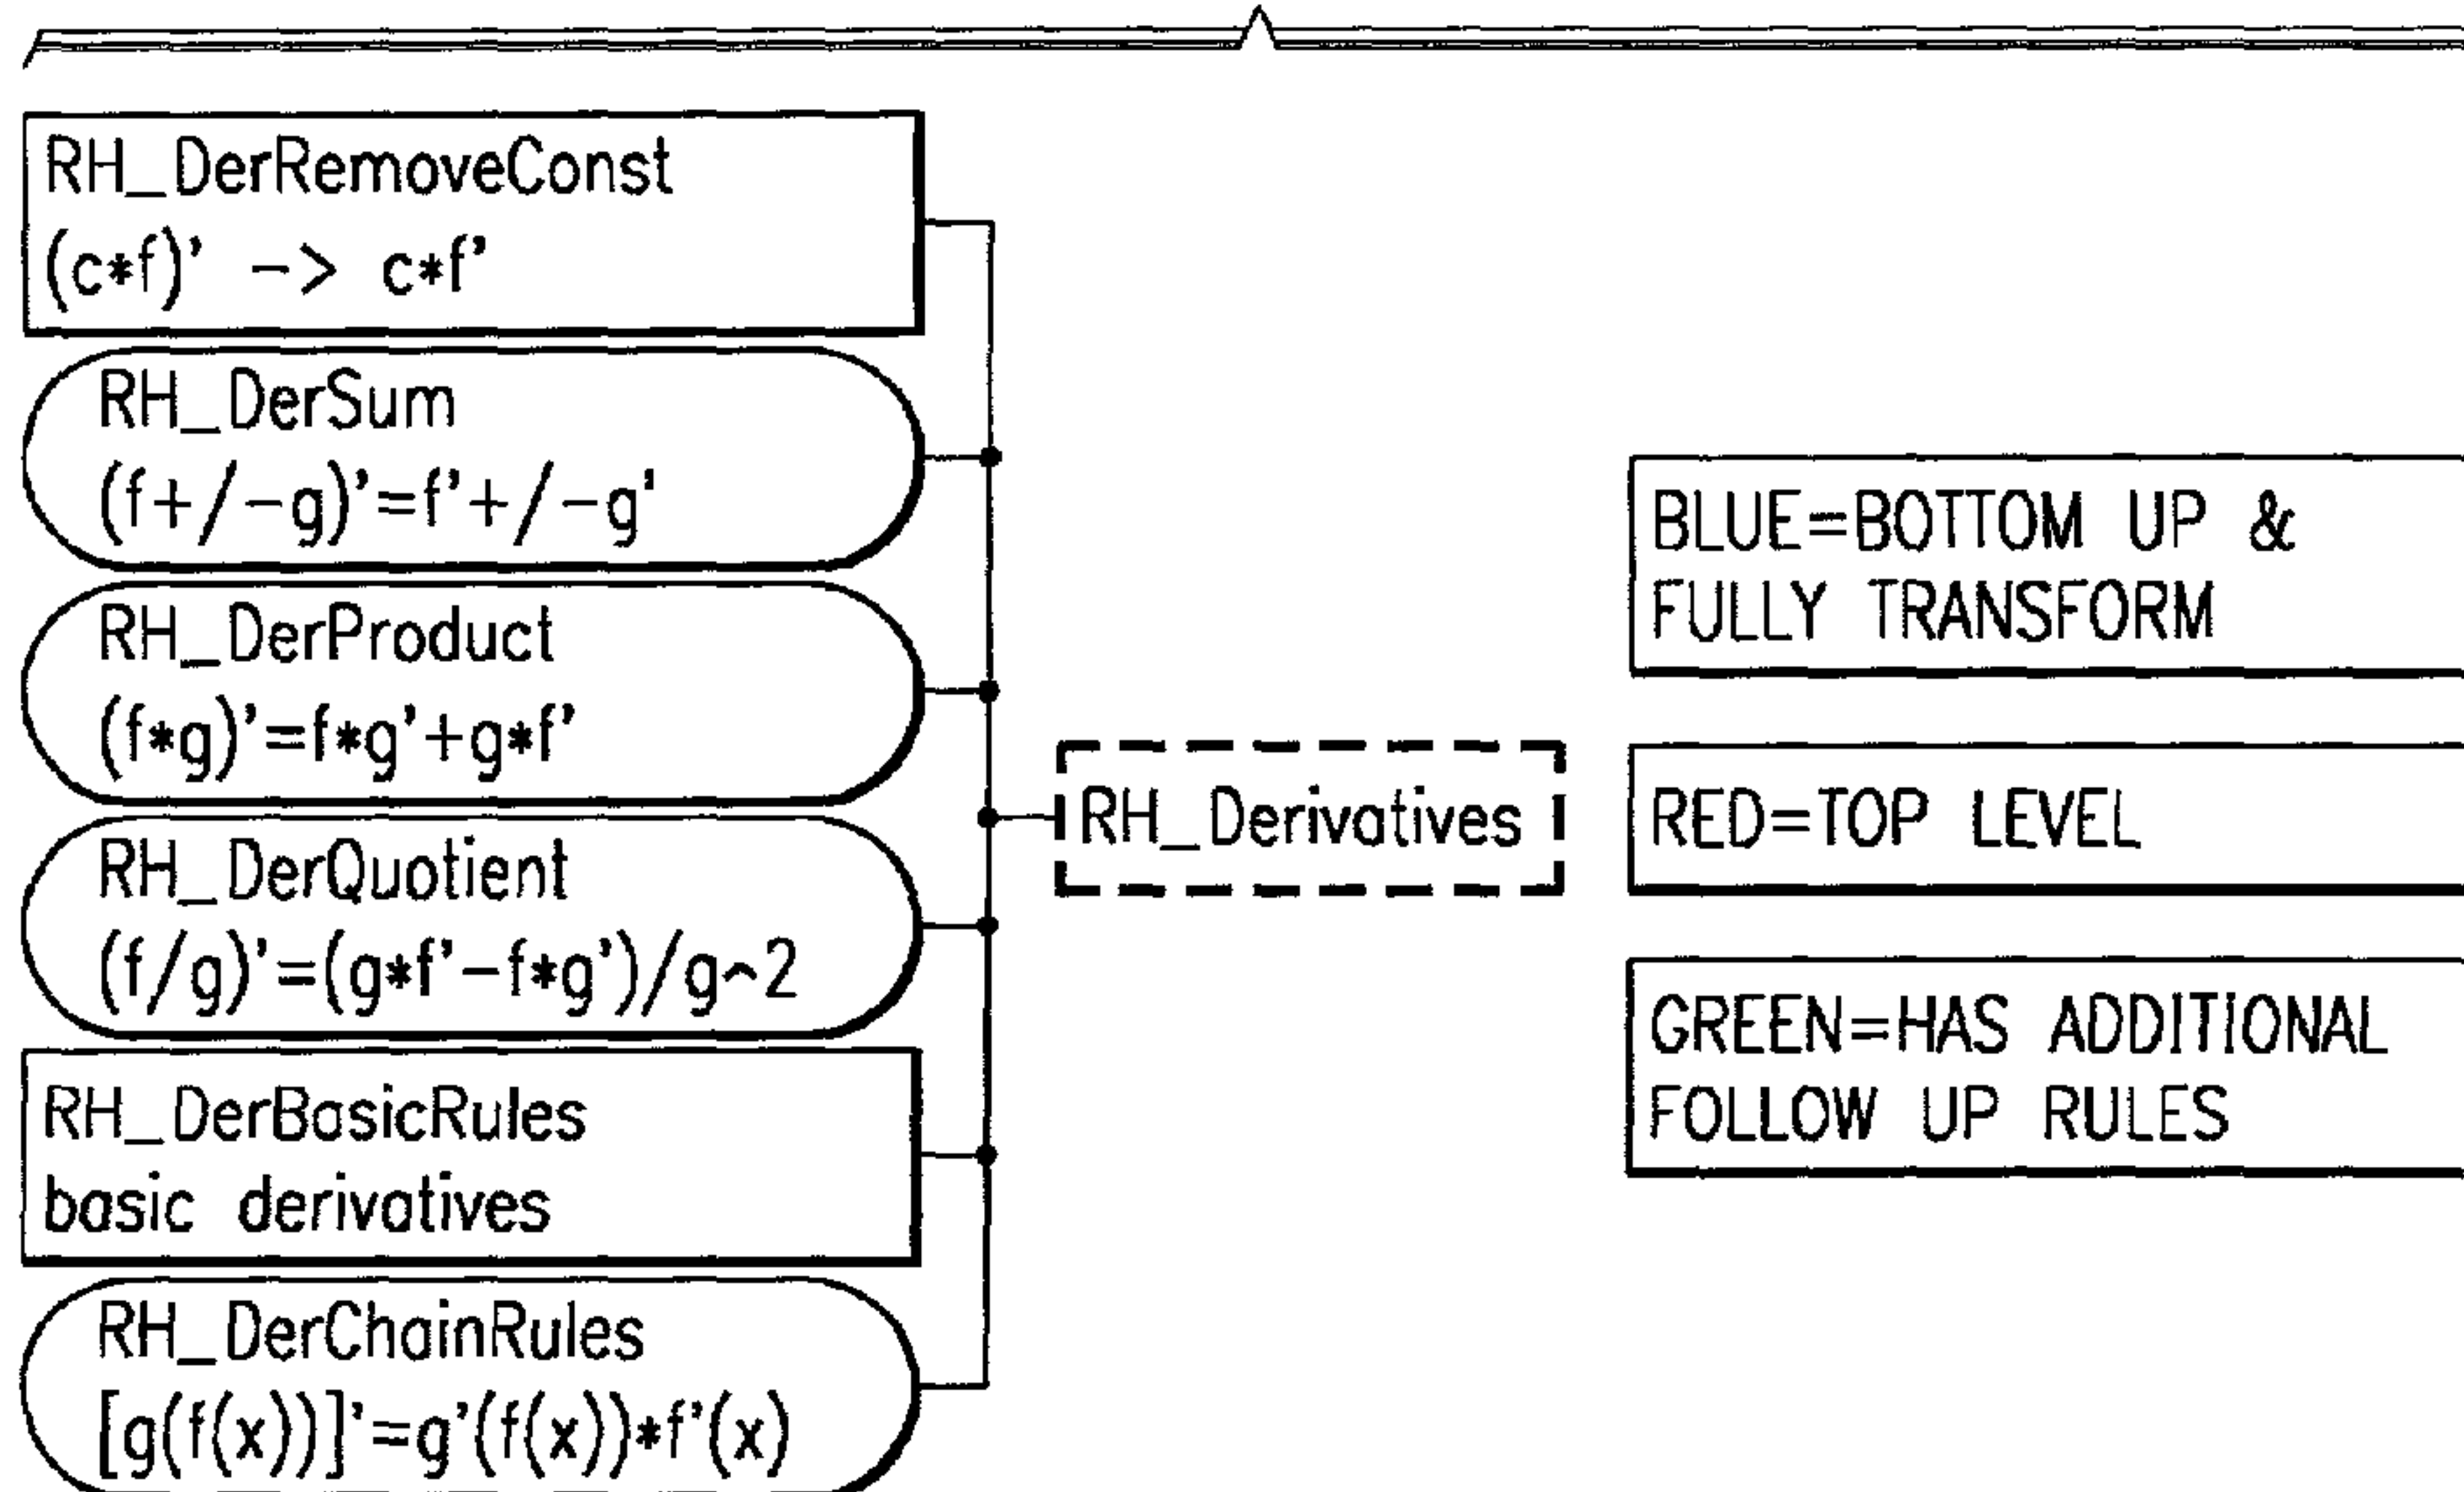 RH_DerRemoveConst
(c*f)' -> c*f'
RH_DerSum
(f+/-g)'=f'+/-g'
RH_DerProduct
(f*g)'=f*g'+g*f'
RH_DerQuotient
(f/g)'=(g*f'-f*g')/g^2
RH_DerBasicRules
basic derivatives
RH_DerChainRules
[g(f(x))]'=g'(f(x))*f'(x)
RH_Derivatives
BLUE=BOTTOM UP &
FULLY TRANSFORM
RED=TOP LEVEL
GREEN=HAS ADDITIONAL
FOLLOW UP RULES